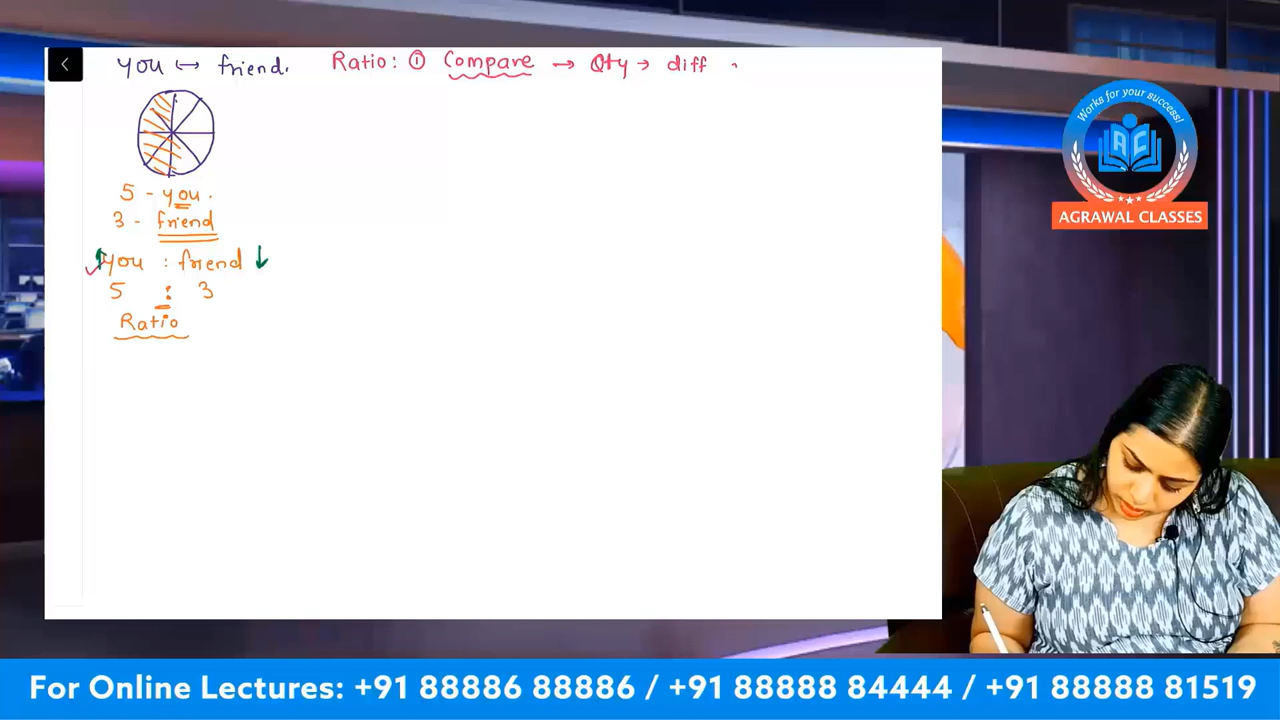 you ↔ friend.
Ratio: ① Compare → Qty → diff
5 - you.
3 - friend
you : friend
5 : 3
Ratio
Works for your success!
AC
AGRAWAL CLASSES
For Online Lectures: +91 88886 88886 / +91 88888 84444 / +91 88888 81519